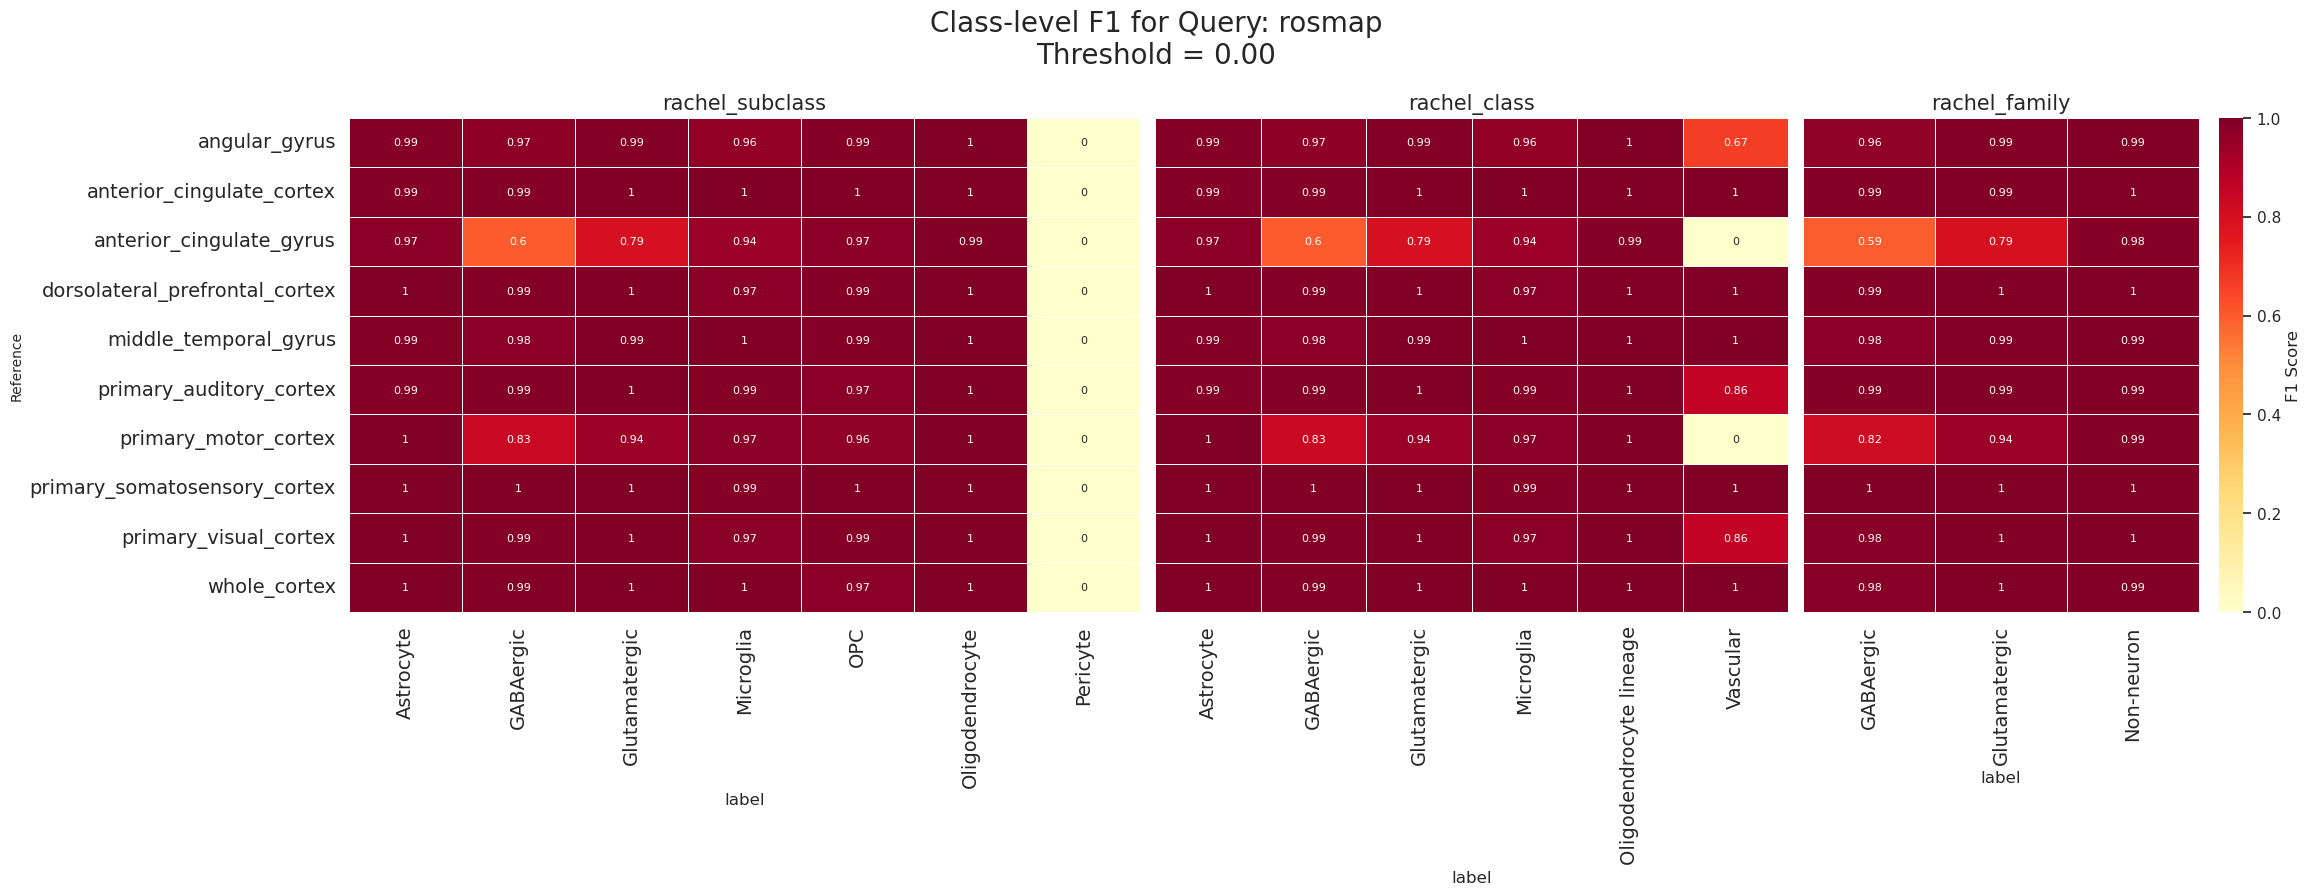 Class-level F1 for Query: rosmap
Threshold = 0.00
rachel_subclass
rachel_class
rachel_family
Reference
angular_gyrus 0.99 0.97 0.99 0.96 0.99 1 0 0.99 0.97 0.99 0.96 1 0.67 0.96 0.99 0.99
anterior_cingulate_cortex 0.99 0.99 1 1 1 1 0 0.99 0.99 1 1 1 1 0.99 0.99 1
anterior_cingulate_gyrus 0.97 0.6 0.79 0.94 0.97 0.99 0 0.97 0.6 0.79 0.94 0.99 0 0.59 0.79 0.98
dorsolateral_prefrontal_cortex 1 0.99 1 0.97 0.99 1 0 1 0.99 1 0.97 1 1 0.99 1 1
middle_temporal_gyrus 0.99 0.98 0.99 1 0.99 1 0 0.99 0.98 0.99 1 1 1 0.98 0.99 0.99
primary_auditory_cortex 0.99 0.99 1 0.99 0.97 1 0 0.99 0.99 1 0.99 1 0.86 0.99 0.99 0.99
primary_motor_cortex 1 0.83 0.94 0.97 0.96 1 0 1 0.83 0.94 0.97 1 0 0.82 0.94 0.99
primary_somatosensory_cortex 1 1 1 0.99 1 1 0 1 1 1 0.99 1 1 1 1 1
primary_visual_cortex 1 0.99 1 0.97 0.99 1 0 1 0.99 1 0.97 1 0.86 0.98 1 1
whole_cortex 1 0.99 1 1 0.97 1 0 1 0.99 1 1 1 1 0.98 1 0.99
Astrocyte
GABAergic
Glutamatergic
Microglia
OPC
Oligodendrocyte
Pericyte
label
Astrocyte
GABAergic
Glutamatergic
Microglia
Oligodendrocyte lineage
Vascular
label
GABAergic
Glutamatergic
Non-neuron
label
1.0
0.8
0.6
0.4
0.2
0.0
F1 Score